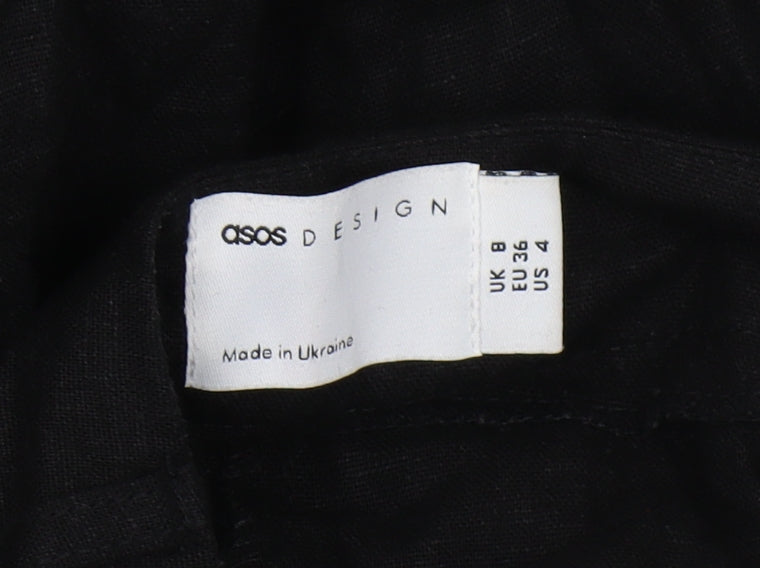 asos DESIGN
Made in Ukraine
UK 8
EU 36
US 4